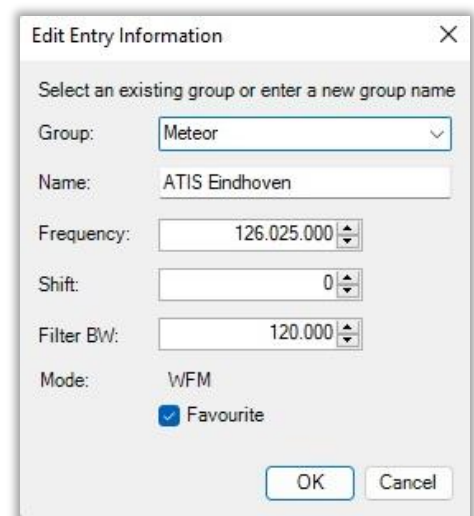 Edit Entry Information
Select an existing group or enter a new group name
Group: Meteor
Name: ATIS Eindhoven
Frequency: 126.025.000
Shift: 0
Filter BW: 120.000
Mode: WFM
Favourite
OK Cancel